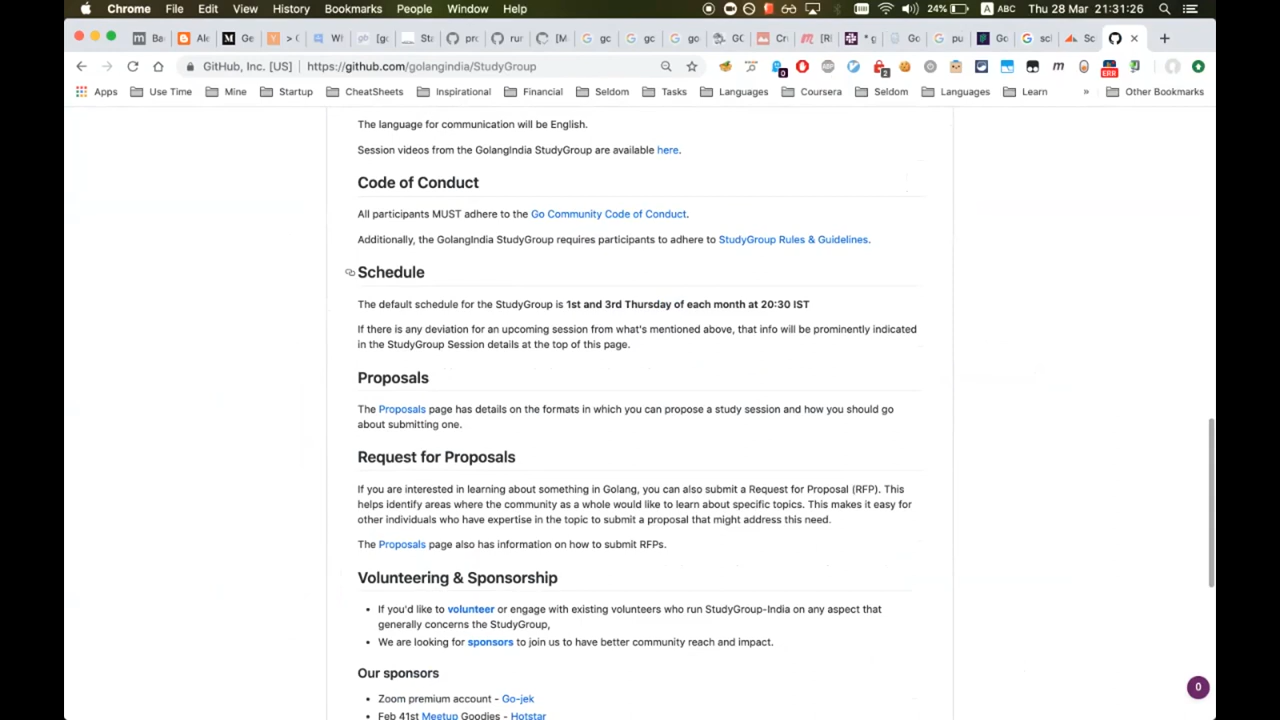 Chrome File Edit View History Bookmarks People Window Help 24% A ABC Thu 28 Mar 21:31:26
GitHub, Inc. [US] https://github.com/golangindia/StudyGroup
Apps Use Time Mine Startup CheatSheets Inspirational Financial Seldom Tasks Languages Coursera Seldom Languages Learn » Other Bookmarks
The language for communication will be English.
Session videos from the GolangIndia StudyGroup are available here.
Code of Conduct
All participants MUST adhere to the Go Community Code of Conduct.
Additionally, the GolangIndia StudyGroup requires participants to adhere to StudyGroup Rules & Guidelines.
Schedule
The default schedule for the StudyGroup is 1st and 3rd Thursday of each month at 20:30 IST
If there is any deviation for an upcoming session from what's mentioned above, that info will be prominently indicated
in the StudyGroup Session details at the top of this page.
Proposals
The Proposals page has details on the formats in which you can propose a study session and how you should go
about submitting one.
Request for Proposals
If you are interested in learning about something in Golang, you can also submit a Request for Proposal (RFP). This
helps identify areas where the community as a whole would like to learn about specific topics. This makes it easy for
other individuals who have expertise in the topic to submit a proposal that might address this need.
The Proposals page also has information on how to submit RFPs.
Volunteering & Sponsorship
If you'd like to volunteer or engage with existing volunteers who run StudyGroup-India on any aspect that
generally concerns the StudyGroup,
We are looking for sponsors to join us to have better community reach and impact.
Our sponsors
Zoom premium account - Go-jek
Feb 41st Meetup Goodies - Hotstar
0